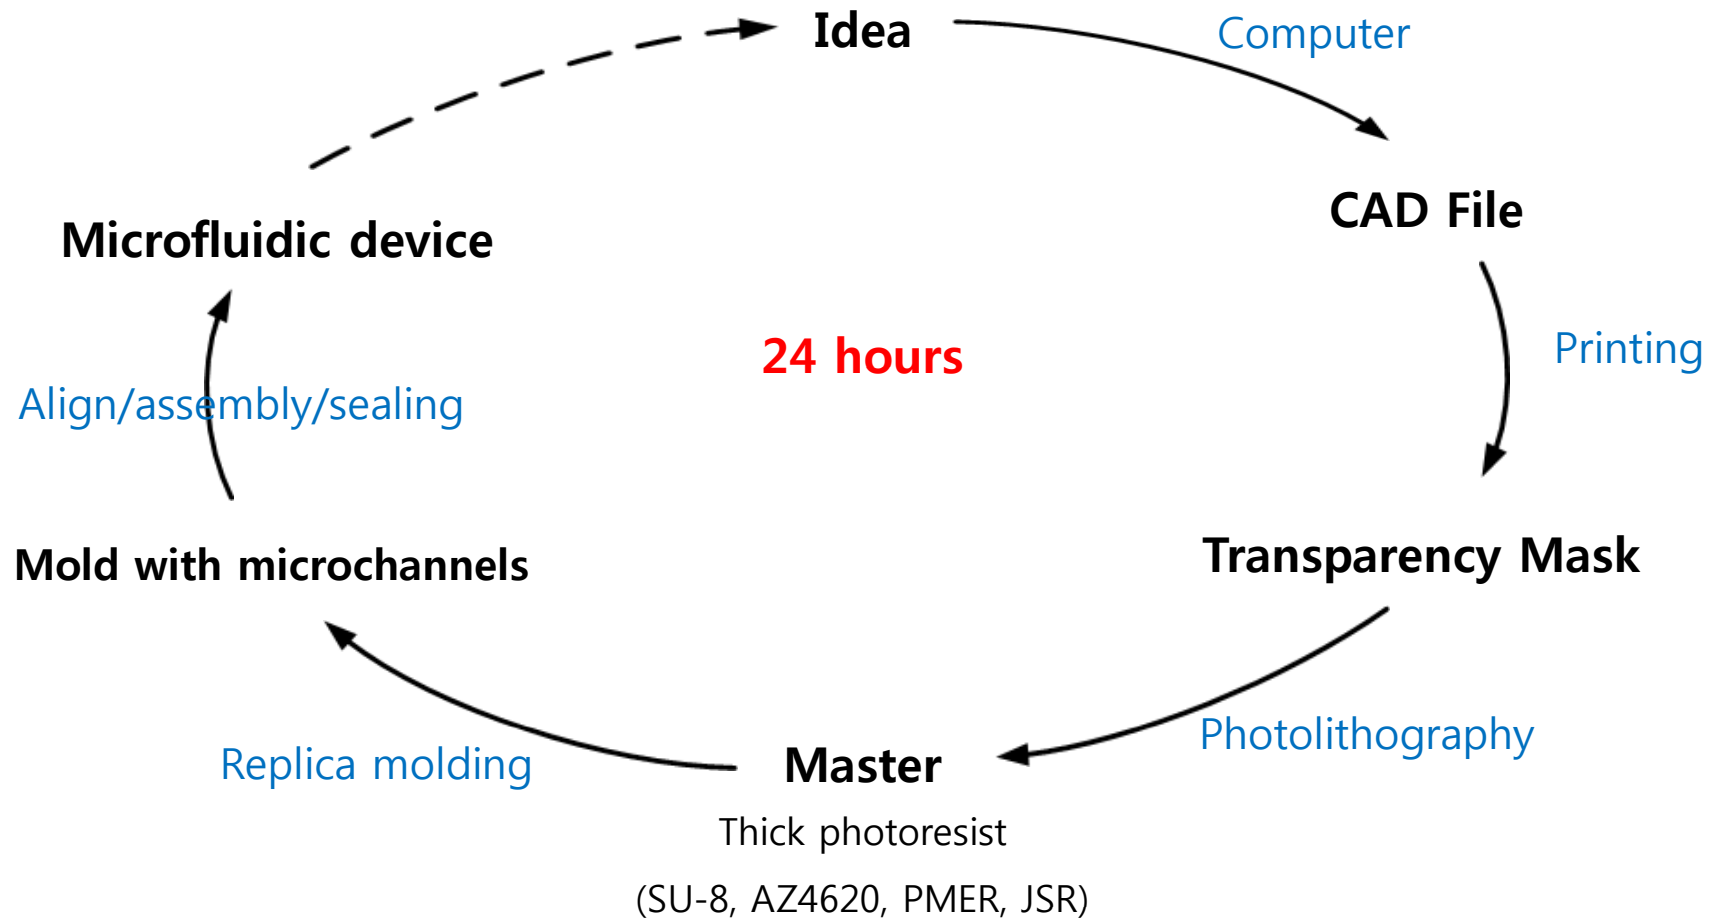 Idea
Computer
CAD File
Microfluidic device
24 hours
Printing
Align/assembly/sealing
Transparency Mask
Mold with microchannels
Photolithography
Replica molding
Master
Thick photoresist
(SU-8, AZ4620, PMER, JSR)